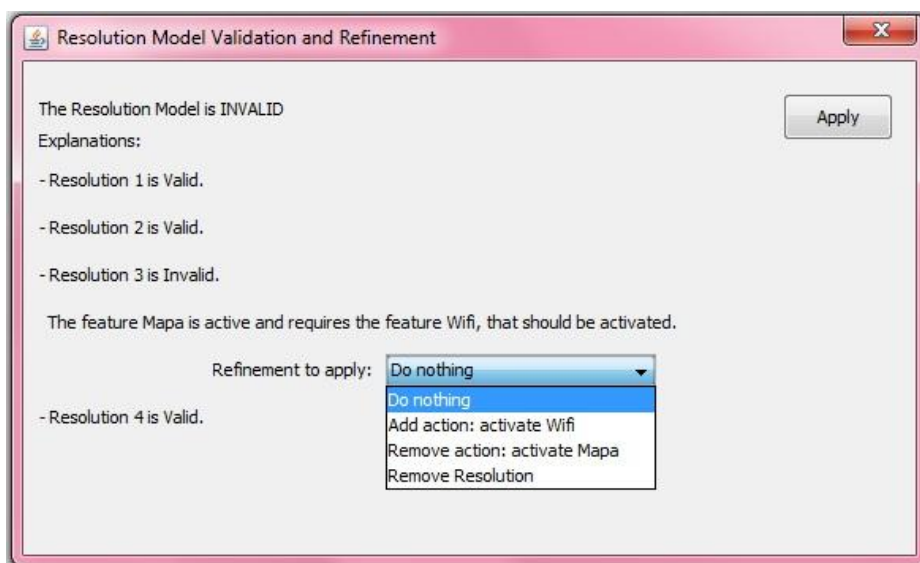 Resolution Model Validation and Refinement
The Resolution Model is INVALID
Apply
Explanations:
- Resolution 1 is Valid.
- Resolution 2 is Valid.
- Resolution 3 is Invalid.
The feature Mapa is active and requires the feature Wifi, that should be activated.
Refinement to apply: Do nothing
Do nothing
Add action: activate Wifi
Remove action: activate Mapa
Remove Resolution
- Resolution 4 is Valid.